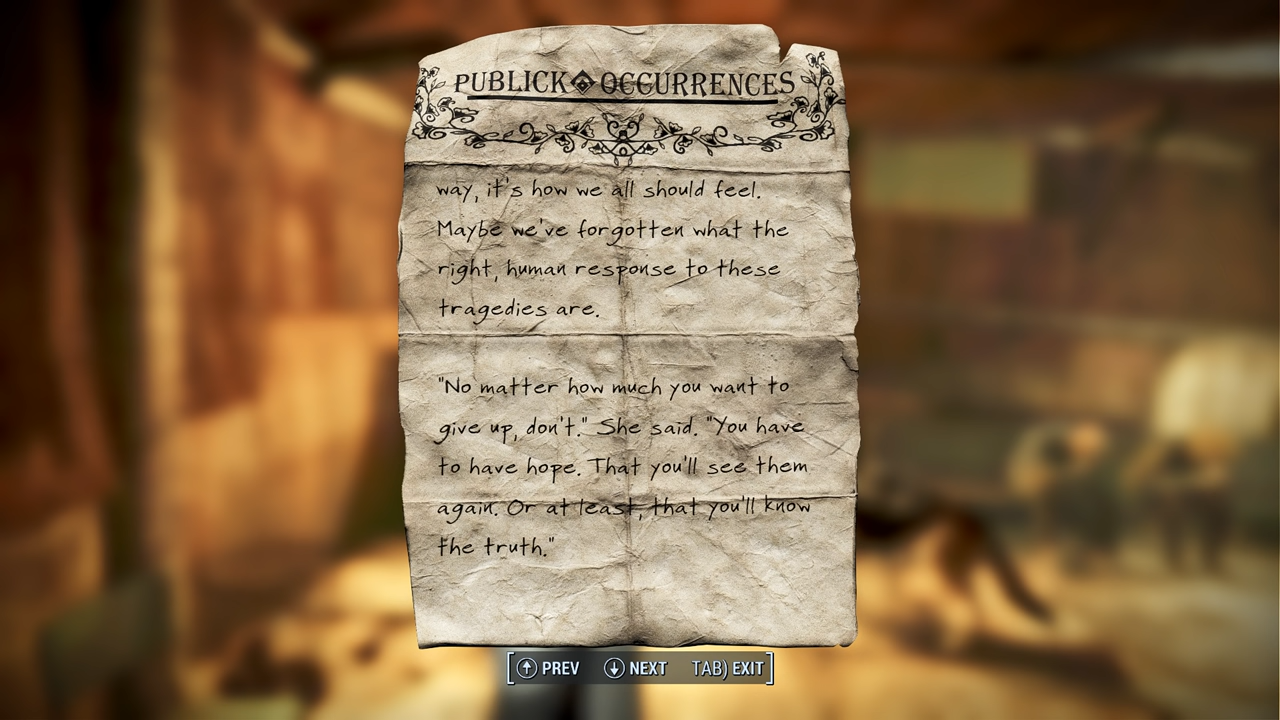 PUBLICK OCCURRENCES
way, it's how we all should feel.
Maybe we've forgotten what the
right, human response to these
tragedies are.
"No matter how much you want to
give up, don't." She said. "You have
to have hope. That you'll see them
again. Or at least, that you'll know
the truth."
PREV NEXT TAB) EXIT